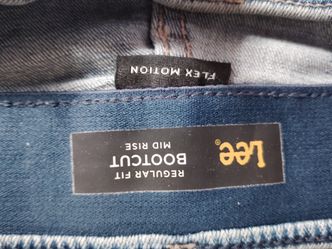 FLEX MOTION
Lee®
REGULAR FIT
BOOTCUT
MID RISE